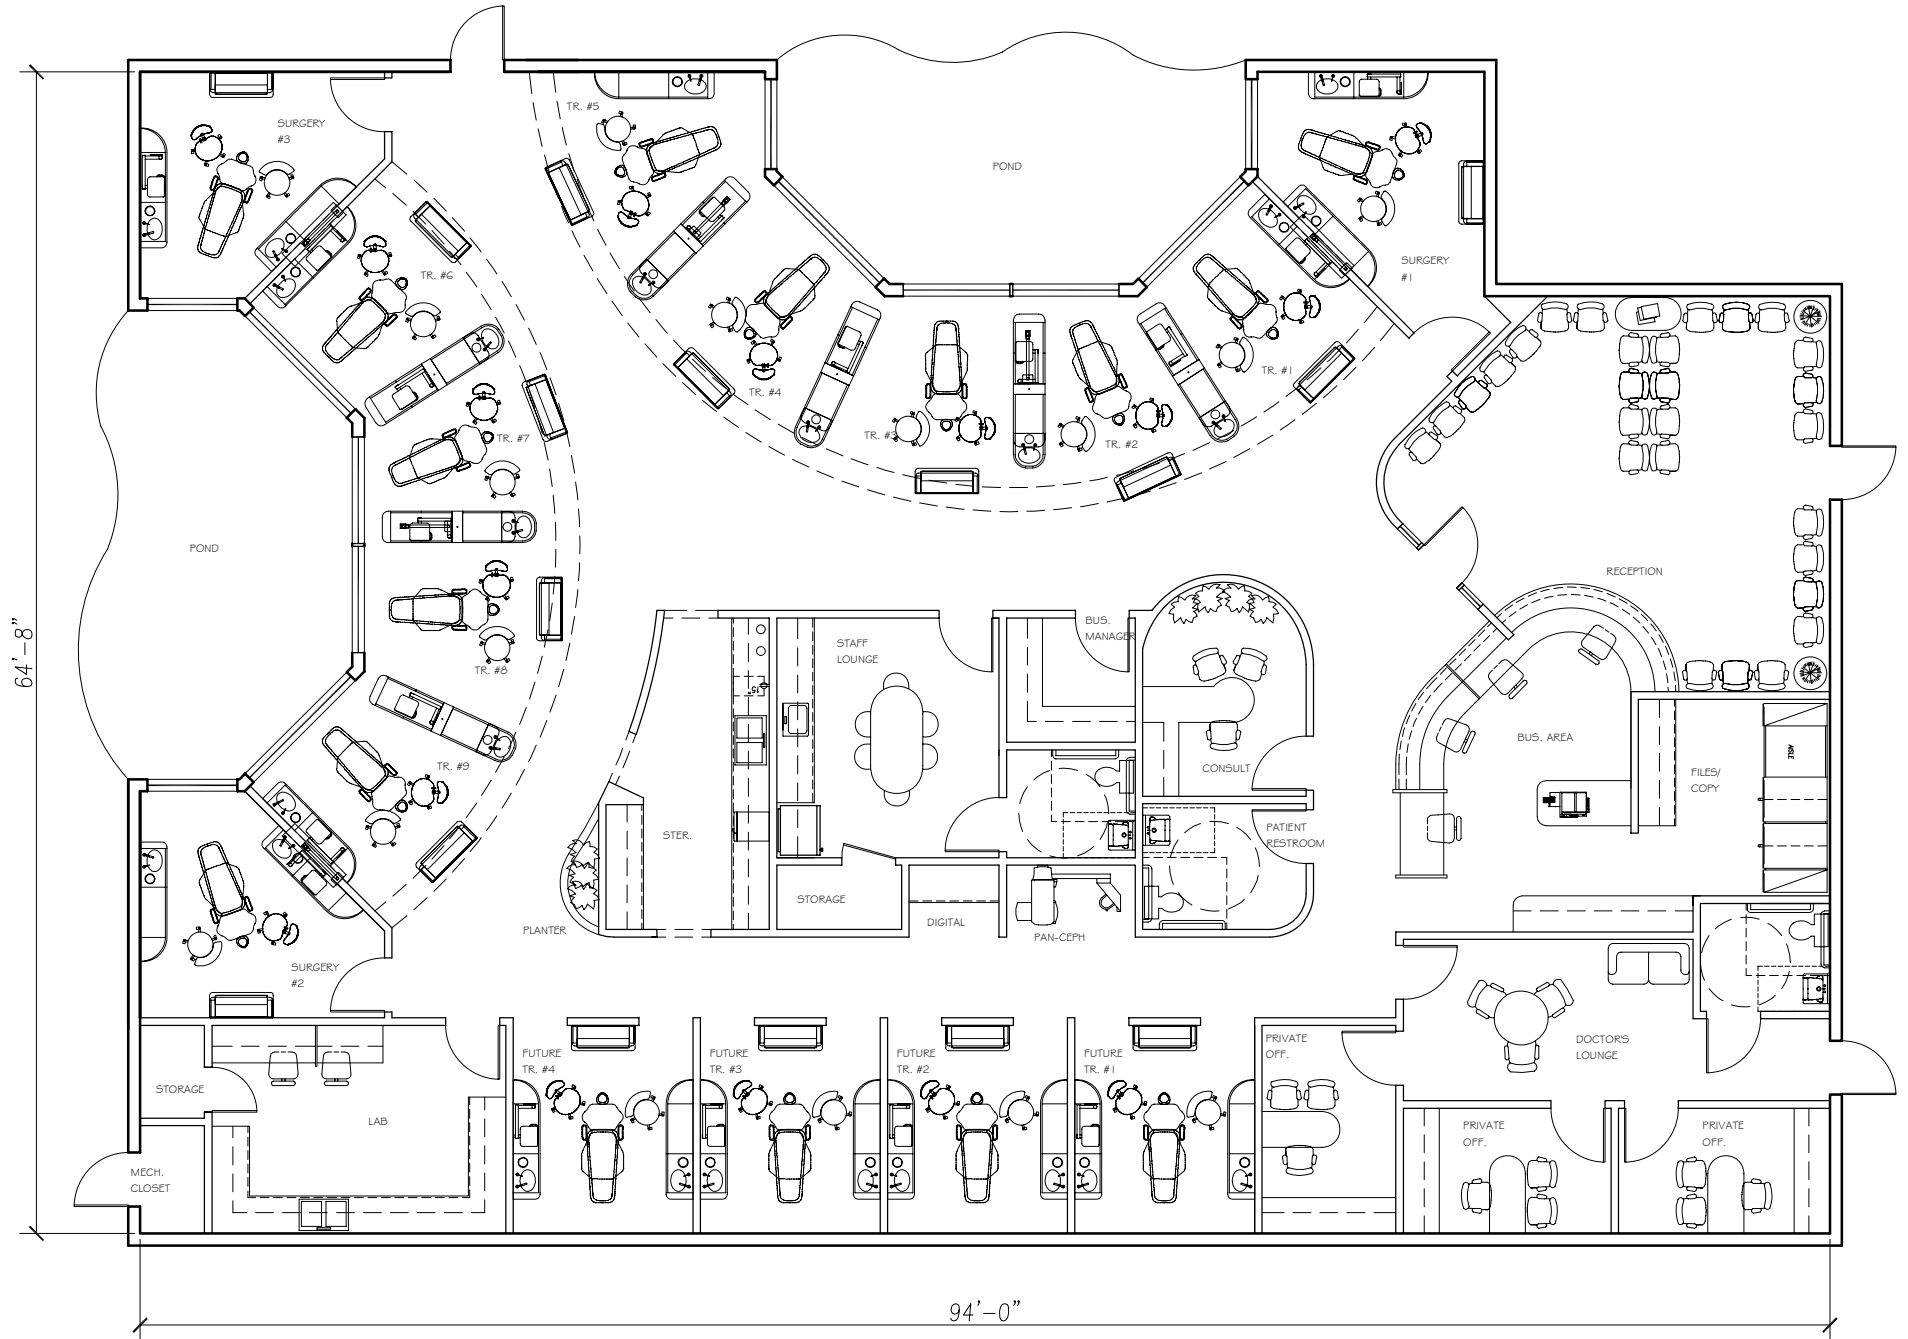 TR. #5
SURGERY
#3
POND
SURGERY
#1
TR. #6
TR. #1
TR. #4
TR. #3
TR. #2
TR. #7
POND
RECEPTION
64'-8"
BUS.
MANAGER
STAFF
LOUNGE
TR. #8
15"
BUS. AREA
AISLE
TR. #9
CONSULT
FILES/
COPY
STER.
PATIENT
RESTROOM
STORAGE
DIGITAL
PLANTER
PAN-CEPH
SURGERY
#2
PRIVATE
OFF.
DOCTOR'S
LOUNGE
FUTURE
TR. #4
FUTURE
TR. #3
FUTURE
TR. #2
FUTURE
TR. #1
STORAGE
LAB
PRIVATE
OFF.
PRIVATE
OFF.
MECH.
CLOSET
94'-0"